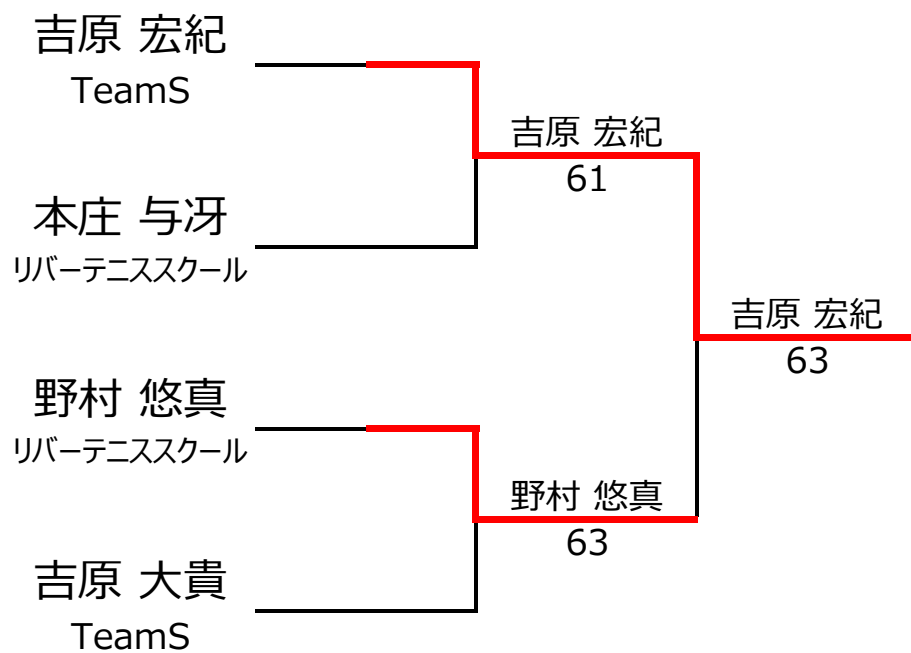 吉原 宏紀
TeamS
吉原 宏紀
61
本庄 与冴
リバーテニススクール
吉原 宏紀
63
野村 悠真
リバーテニススクール
野村 悠真
63
吉原 大貴
TeamS